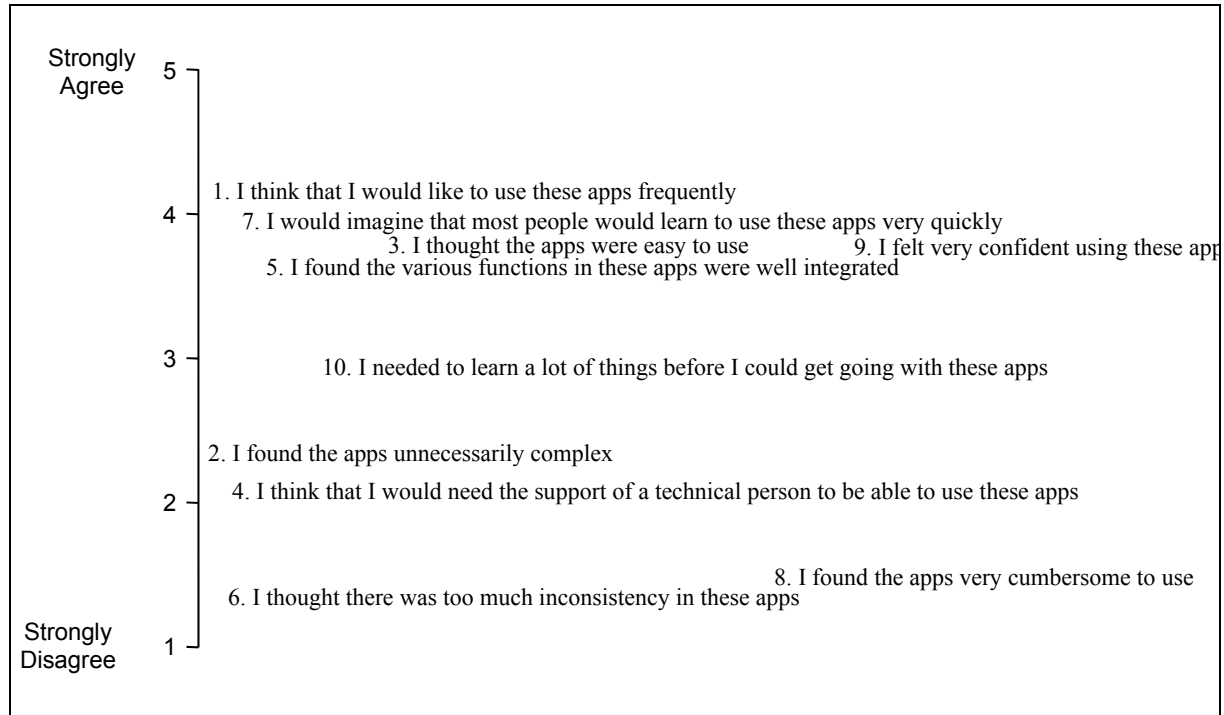 Strongly
Agree
5
1. I think that I would like to use these apps frequently
4
7. I would imagine that most people would learn to use these apps very quickly
3. I thought the apps were easy to use
9. I felt very confident using these app
5. I found the various functions in these apps were well integrated
3
10. I needed to learn a lot of things before I could get going with these apps
2. I found the apps unnecessarily complex
4. I think that I would need the support of a technical person to be able to use these apps
2
8. I found the apps very cumbersome to use
6. I thought there was too much inconsistency in these apps
Strongly
Disagree
1